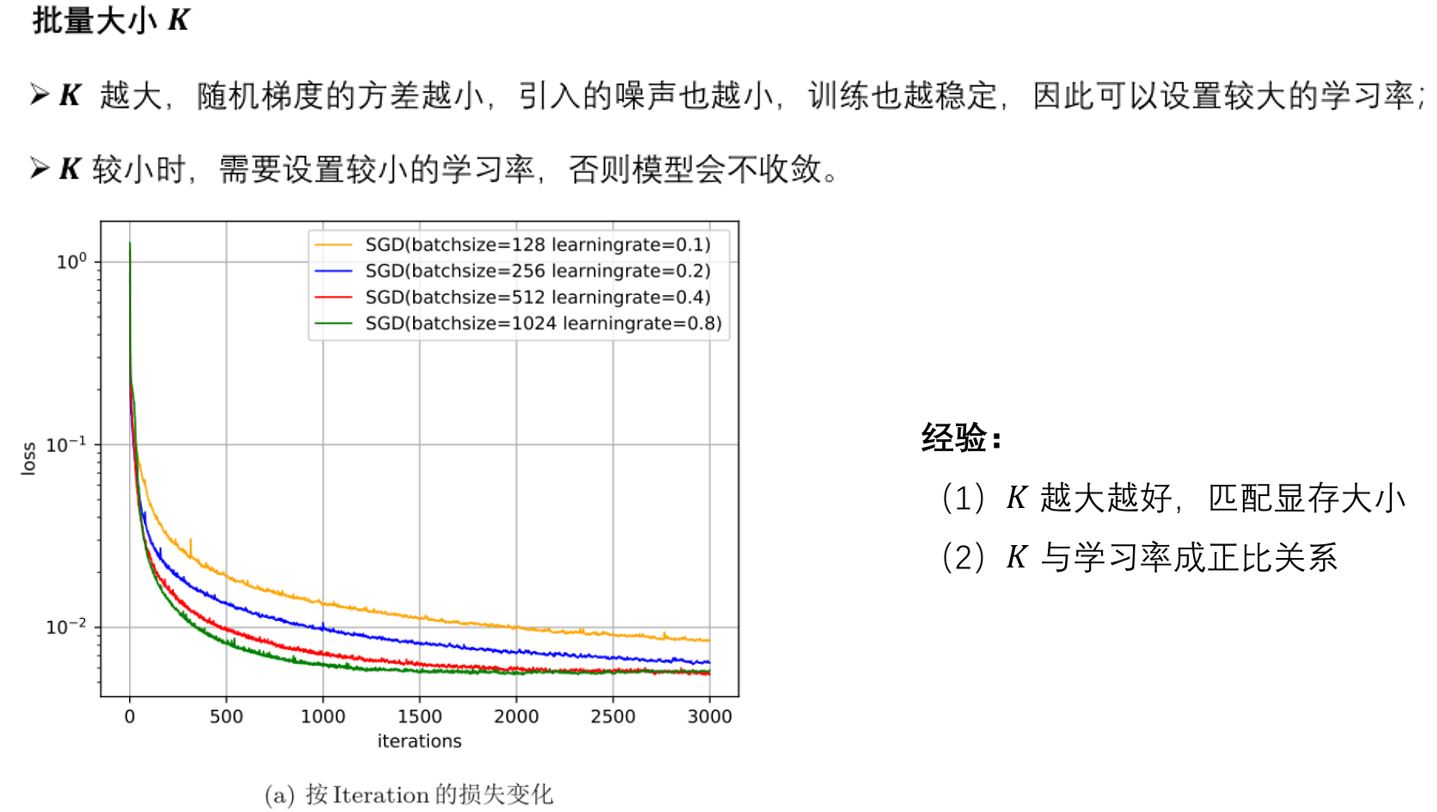 批量大小 K
➢ K 越大，随机梯度的方差越小，引入的噪声也越小，训练也越稳定，因此可以设置较大的学习率；
➢ K 较小时，需要设置较小的学习率，否则模型会不收敛。
SGD(batchsize=128 learningrate=0.1)
SGD(batchsize=256 learningrate=0.2)
SGD(batchsize=512 learningrate=0.4)
SGD(batchsize=1024 learningrate=0.8)
10⁰
10⁻¹
10⁻²
loss
0 500 1000 1500 2000 2500 3000
iterations
(a) 按 Iteration 的损失变化
经验：
（1）K 越大越好，匹配显存大小
（2）K 与学习率成正比关系